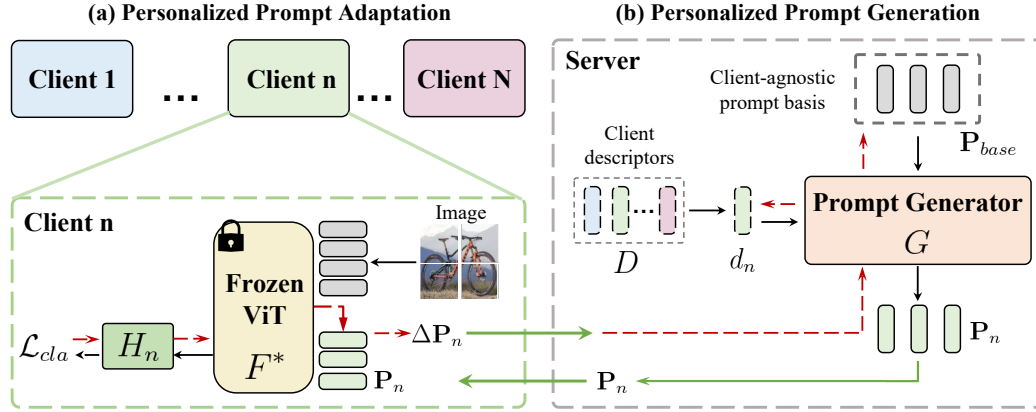 (a) Personalized Prompt Adaptation
Client 1
...
Client n
...
Client N
Client n
Image
Frozen
ViT
F*
H_n
ℒ_cla
ΔP_n
P_n
(b) Personalized Prompt Generation
Server
Client-agnostic
prompt basis
P_base
Client
descriptors
...
D
d_n
Prompt Generator
G
P_n
P_n